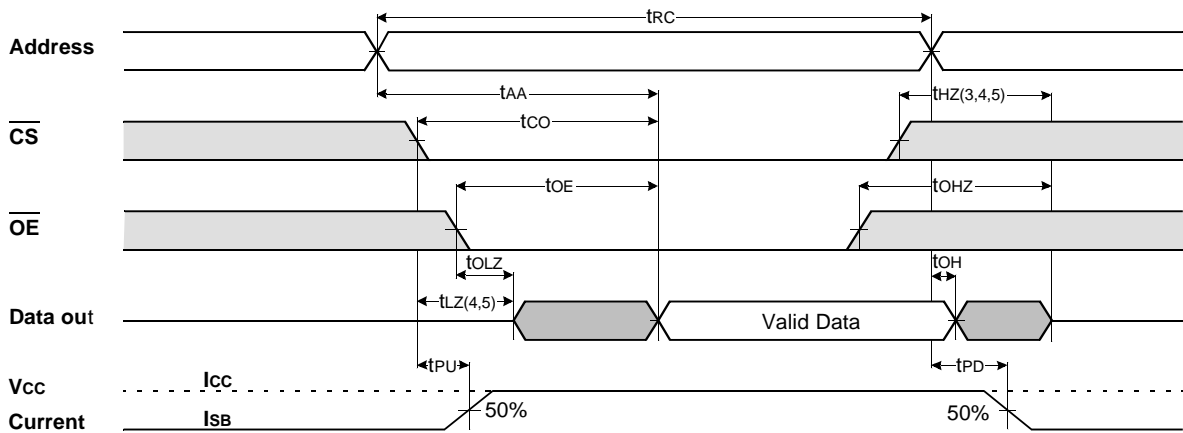 tRC
Address
tAA
tHZ(3,4,5)
CS
tCO
tOE
tOHZ
OE
tOLZ
tOH
tLZ(4,5)
Data out
Valid Data
tPU
tPD
VCC
ICC
50%
50%
Current
ISB